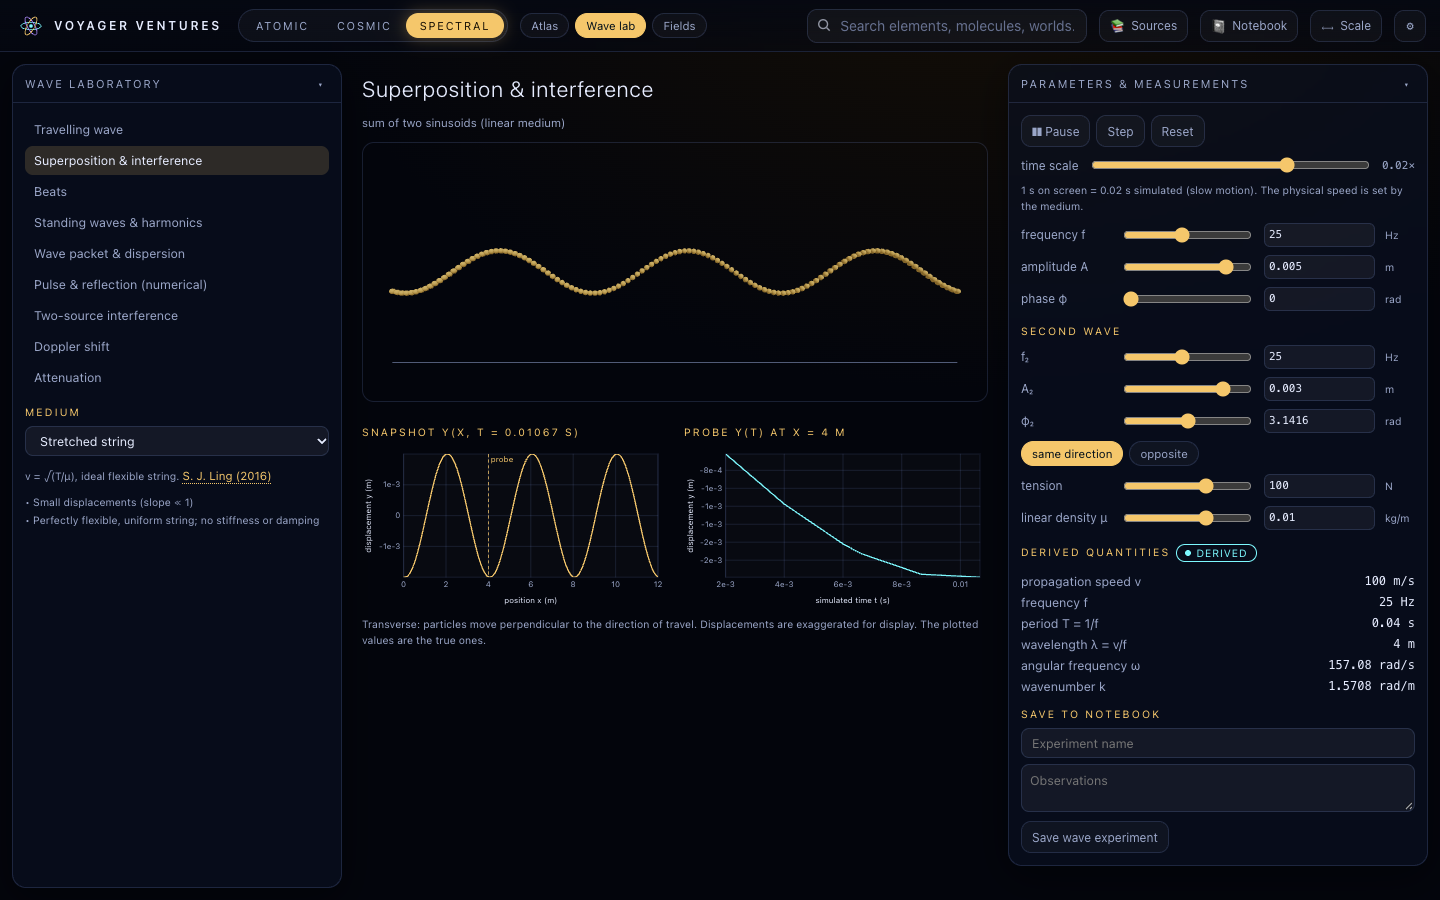 VOYAGER VENTURES
ATOMIC COSMIC SPECTRAL
Atlas Wave lab Fields
Search elements, molecules, worlds.
Sources Notebook Scale
WAVE LABORATORY
Travelling wave
Superposition & interference
Beats
Standing waves & harmonics
Wave packet & dispersion
Pulse & reflection (numerical)
Two-source interference
Doppler shift
Attenuation
MEDIUM
Stretched string
v = √(T/μ), ideal flexible string. S. J. Ling (2016)
• Small displacements (slope ≪ 1)
• Perfectly flexible, uniform string; no stiffness or damping
Superposition & interference
sum of two sinusoids (linear medium)
SNAPSHOT Y(X, T = 0.01067 S)
probe
displacement y (m)
1e-3
0
-1e-3
0 2 4 6 8 10 12
position x (m)
PROBE Y(T) AT X = 4 M
displacement y (m)
-8e-4
-1e-3
-1e-3
-1e-3
-2e-3
-2e-3
2e-3 4e-3 6e-3 8e-3 0.01
simulated time t (s)
Transverse: particles move perpendicular to the direction of travel. Displacements are exaggerated for display. The plotted
values are the true ones.
PARAMETERS & MEASUREMENTS
Pause Step Reset
time scale 0.02×
1 s on screen = 0.02 s simulated (slow motion). The physical speed is set by
the medium.
frequency f 25 Hz
amplitude A 0.005 m
phase φ 0 rad
SECOND WAVE
f₂ 25 Hz
A₂ 0.003 m
φ₂ 3.1416 rad
same direction opposite
tension 100 N
linear density μ 0.01 kg/m
DERIVED QUANTITIES DERIVED
propagation speed v 100 m/s
frequency f 25 Hz
period T = 1/f 0.04 s
wavelength λ = v/f 4 m
angular frequency ω 157.08 rad/s
wavenumber k 1.5708 rad/m
SAVE TO NOTEBOOK
Experiment name
Observations
Save wave experiment